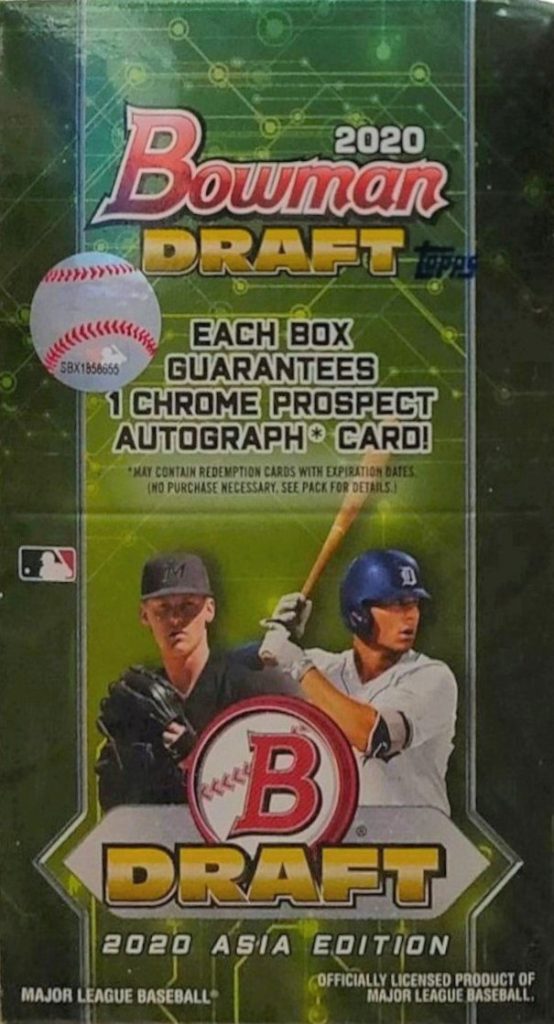 2020
Bowman
DRAFT
TOPPS
EACH BOX
GUARANTEES
1 CHROME PROSPECT
AUTOGRAPH* CARD!
SBX1858655
*MAY CONTAIN REDEMPTION CARDS WITH EXPIRATION DATES.
(NO PURCHASE NECESSARY. SEE PACK FOR DETAILS.)
M
D
B
®
DRAFT
2020 ASIA EDITION
MAJOR LEAGUE BASEBALL®
OFFICIALLY LICENSED PRODUCT OF
MAJOR LEAGUE BASEBALL.